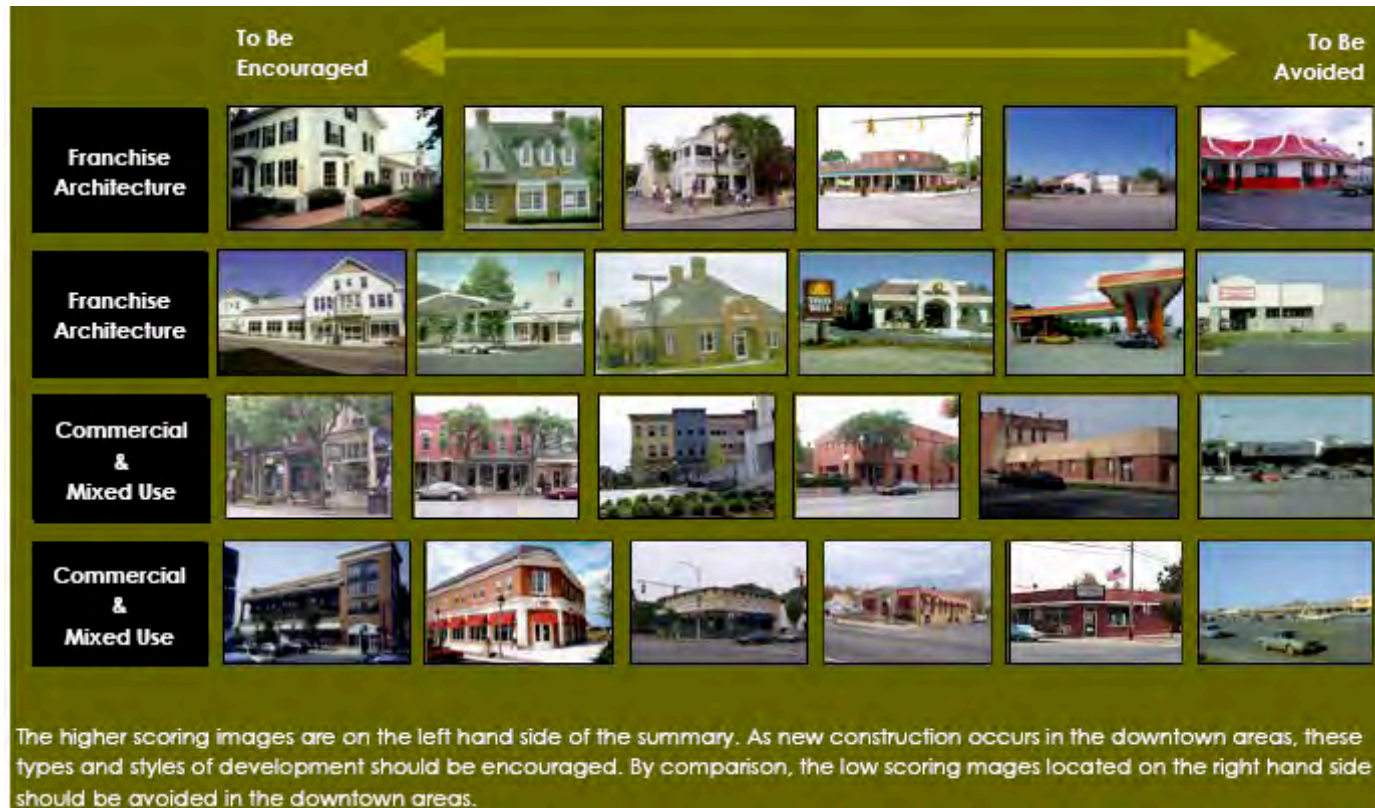 To Be
Encouraged
To Be
Avoided
Franchise
Architecture
Franchise
Architecture
TACO
BELL
Commercial
&
Mixed Use
Commercial
&
Mixed Use
The higher scoring images are on the left hand side of the summary. As new construction occurs in the downtown areas, these
types and styles of development should be encouraged. By comparison, the low scoring mages located on the right hand side
should be avoided in the downtown areas.